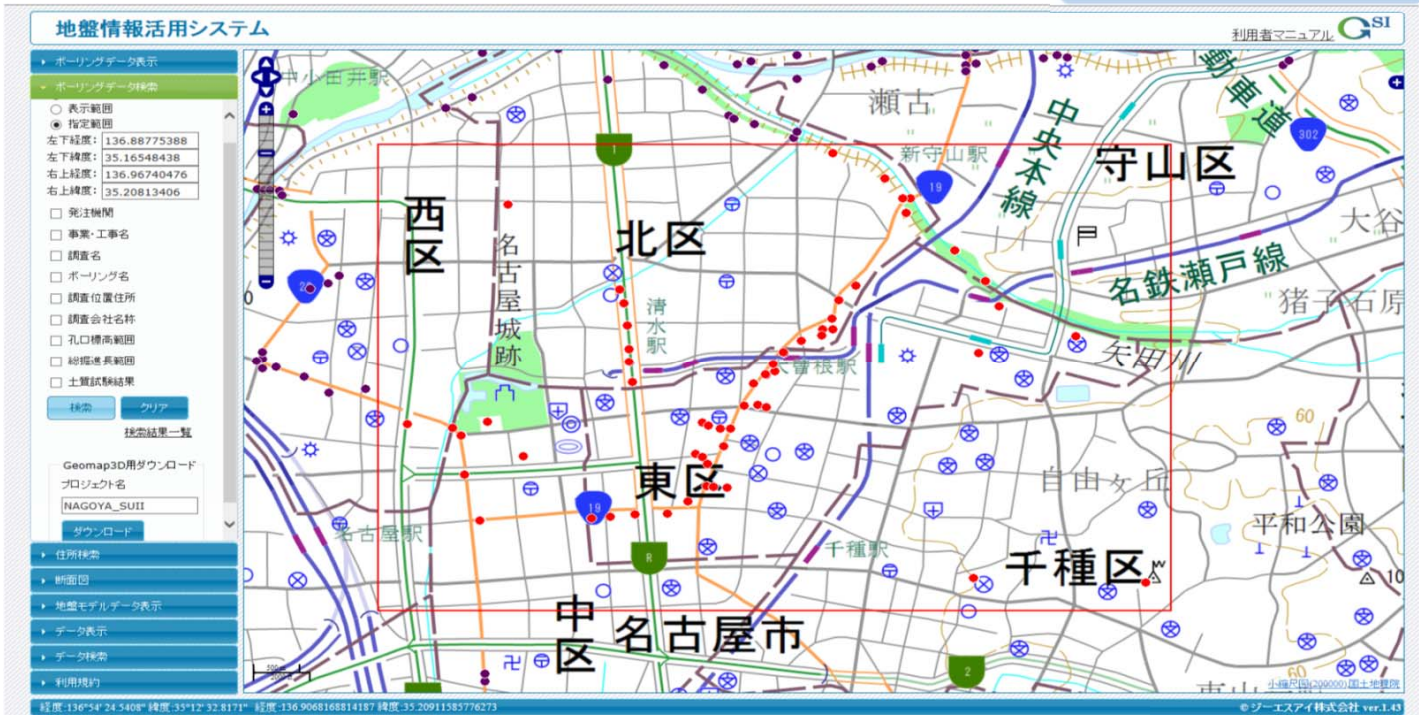 地盤情報活用システム
利用者マニュアル
GSI
ボーリングデータ表示
ボーリングデータ検索
表示範囲
指定範囲
左下経度: 136.88775388
左下緯度: 35.16548438
右上経度: 136.96740476
右上緯度: 35.20813406
発注機関
事業・工事名
調査名
ボーリング名
調査位置住所
調査会社名称
孔口標高範囲
総掘進長範囲
土質試験結果
検索
クリア
検索結果一覧
Geomap3D用ダウンロード
プロジェクト名
NAGOYA_SUII
ダウンロード
住所検索
断面図
地盤モデルデータ表示
データ表示
データ検索
利用規約
中小田井駅
瀬古
中央本線
動車道
302
1
新守山駅
19
守山区
西区
北区
名古屋城跡
清水駅
大谷
名鉄瀬戸線
猪子石原
大曽根駅
矢田川
60
東区
自由ヶ丘
19
名古屋駅
平和公園
千種駅
R
千種区
10
中区
名古屋市
2
60
小縮尺図(200000)国土地理院
経度:136°54' 24.5408" 緯度:35°12' 32.8171" 経度:136.9068168814187 緯度:35.20911585776273
©ジーエスアイ株式会社 ver.1.43